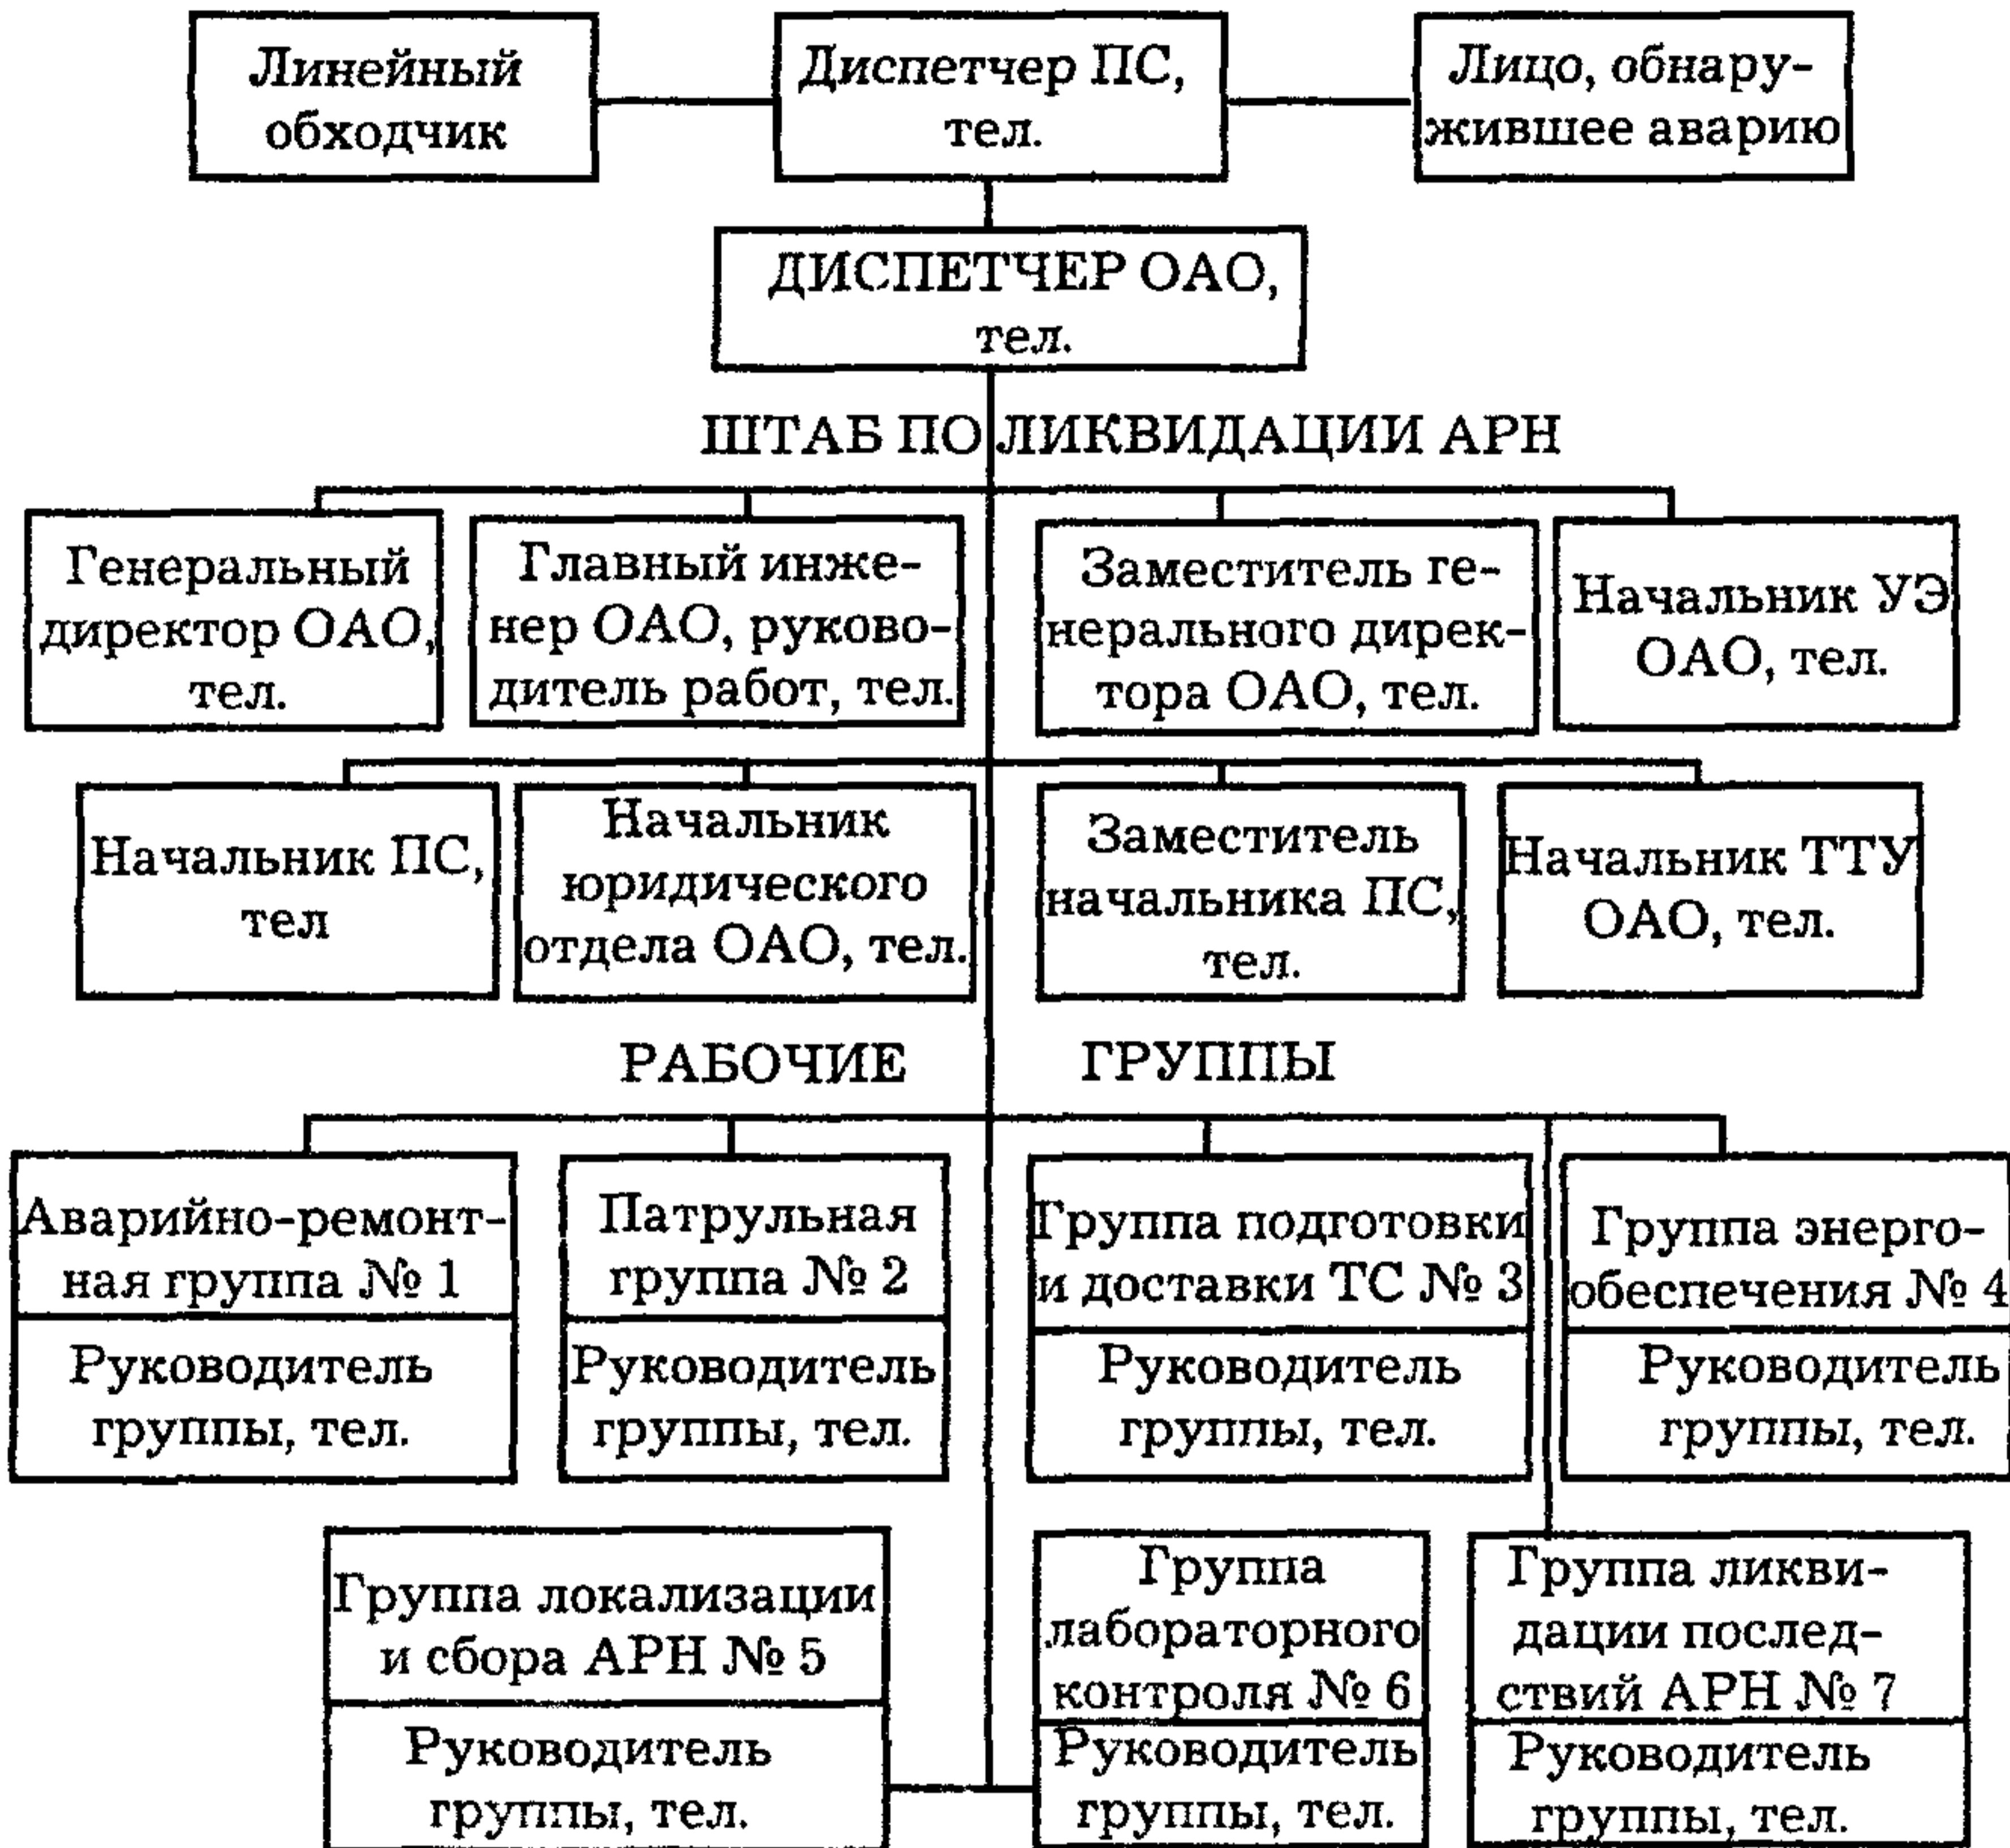 Линейный
обходчик
Диспетчер ПС,
тел.
Лицо, обнару-
жившее аварию
ДИСПЕТЧЕР ОАО,
тел.
ШТАБ ПО ЛИКВИДАЦИИ АРН
Генеральный
директор ОАО,
тел.
Главный инже-
нер ОАО, руково-
дитель работ, тел.
Заместитель ге-
нерального дирек-
тора ОАО, тел.
Начальник УЭ
ОАО, тел.
Начальник ПС,
тел
Начальник
юридического
отдела ОАО, тел.
Заместитель
начальника ПС,
тел.
Начальник ТТУ
ОАО, тел.
РАБОЧИЕ ГРУППЫ
Аварийно-ремонт-
ная группа № 1
Руководитель
группы, тел.
Патрульная
группа № 2
Руководитель
группы, тел.
Группа подготовки
и доставки ТС № 3
Руководитель
группы, тел.
Группа энерго-
обеспечения № 4
Руководитель
группы, тел.
Группа локализации
и сбора АРН № 5
Руководитель
группы, тел.
Группа
лабораторного
контроля № 6
Руководитель
группы, тел.
Группа ликви-
дации послед-
ствий АРН № 7
Руководитель
группы, тел.